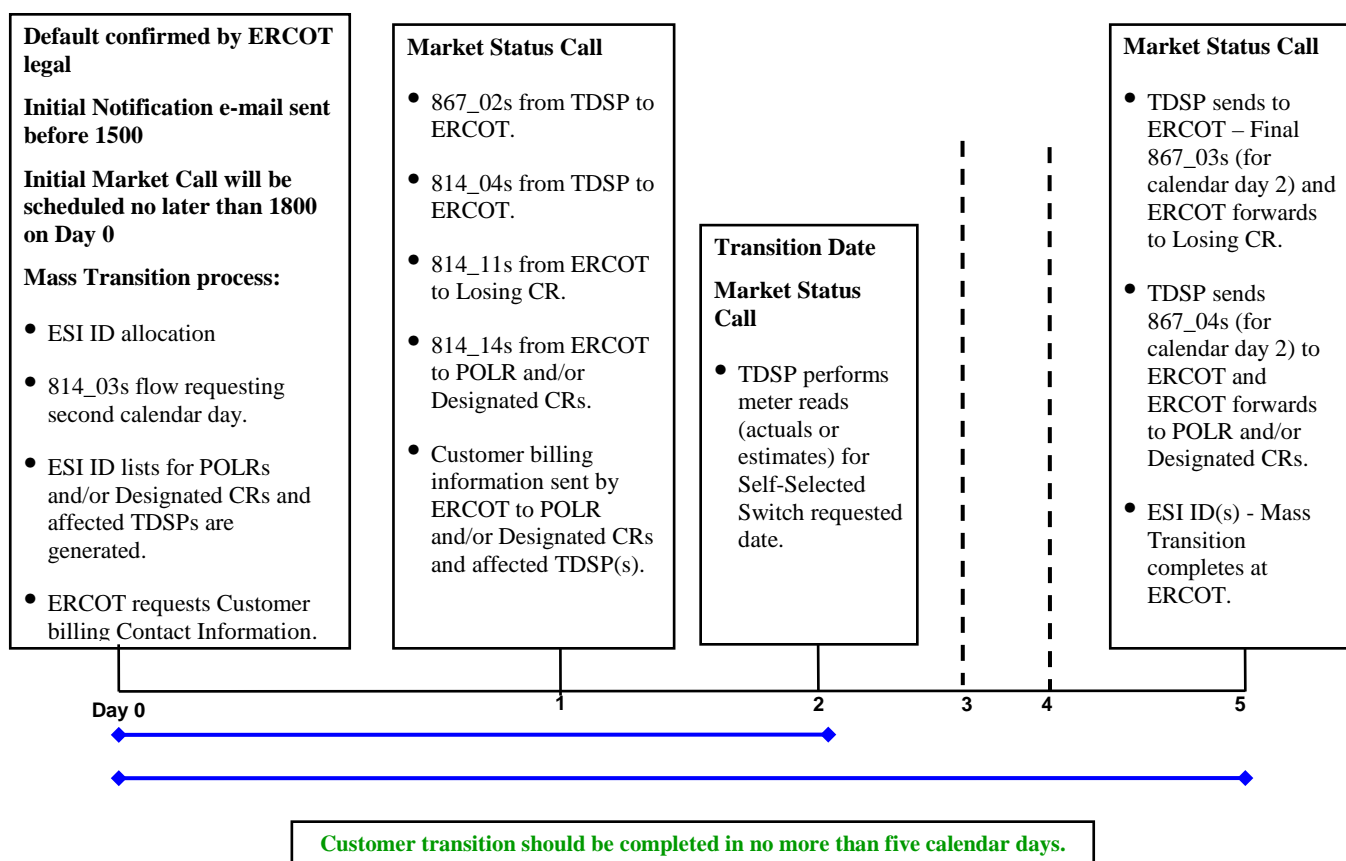 Default confirmed by ERCOT
legal
Initial Notification e-mail sent
before 1500
Initial Market Call will be
scheduled no later than 1800
on Day 0
Mass Transition process:
• ESI ID allocation
• 814_03s flow requesting
second calendar day.
• ESI ID lists for POLRs
and/or Designated CRs and
affected TDSPs are
generated.
• ERCOT requests Customer
billing Contact Information.
Market Status Call
• 867_02s from TDSP to
ERCOT.
• 814_04s from TDSP to
ERCOT.
• 814_11s from ERCOT
to Losing CR.
• 814_14s from ERCOT
to POLR and/or
Designated CRs.
• Customer billing
information sent by
ERCOT to POLR
and/or Designated CRs
and affected TDSP(s).
Transition Date
Market Status
Call
• TDSP performs
meter reads
(actuals or
estimates) for
Self-Selected
Switch requested
date.
Market Status Call
• TDSP sends to
ERCOT – Final
867_03s (for
calendar day 2) and
ERCOT forwards
to Losing CR.
• TDSP sends
867_04s (for
calendar day 2) to
ERCOT and
ERCOT forwards
to POLR and/or
Designated CRs.
• ESI ID(s) - Mass
Transition
completes at
ERCOT.
Day 0
1
2
3
4
5
Customer transition should be completed in no more than five calendar days.